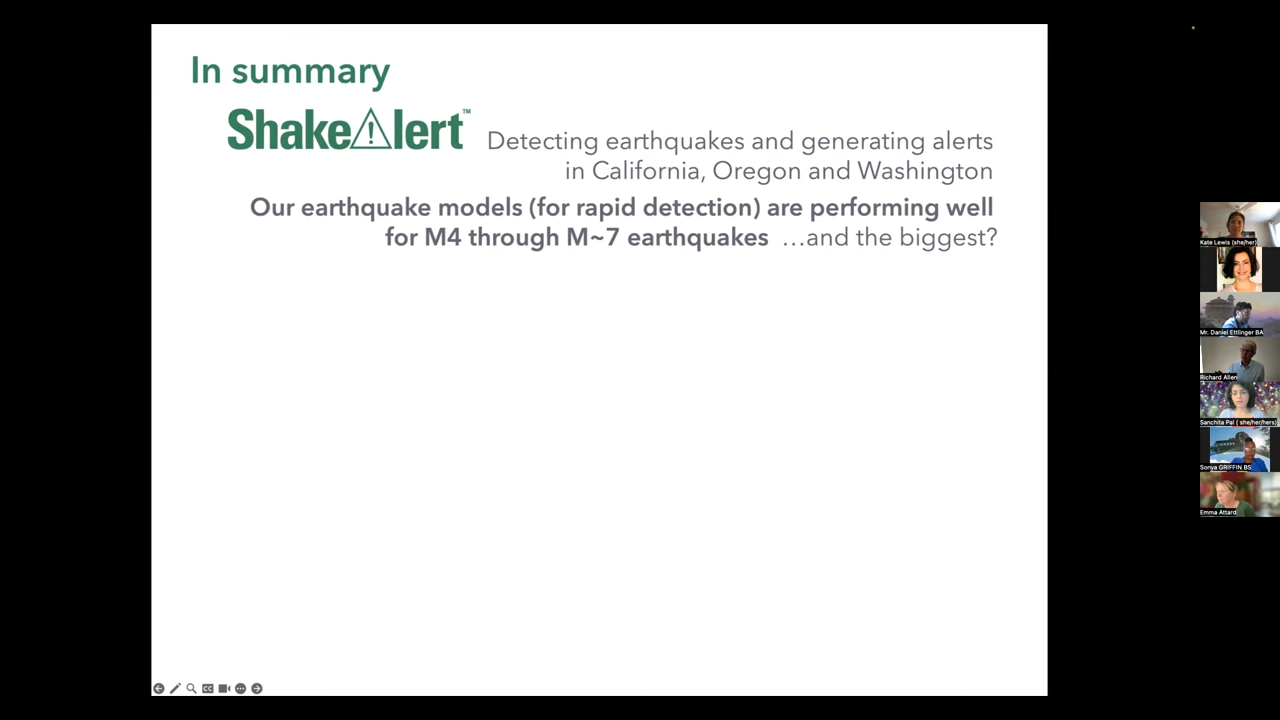 In summary
ShakeAlert™
Detecting earthquakes and generating alerts
in California, Oregon and Washington
Our earthquake models (for rapid detection) are performing well
for M4 through M~7 earthquakes …and the biggest?
Kate Lewis (she/her)
Mr. Daniel Ettlinger BA
Richard Allen
Sanchita Pal ( she/her/hers)
Sonya GRIFFIN BS
Emma Attard